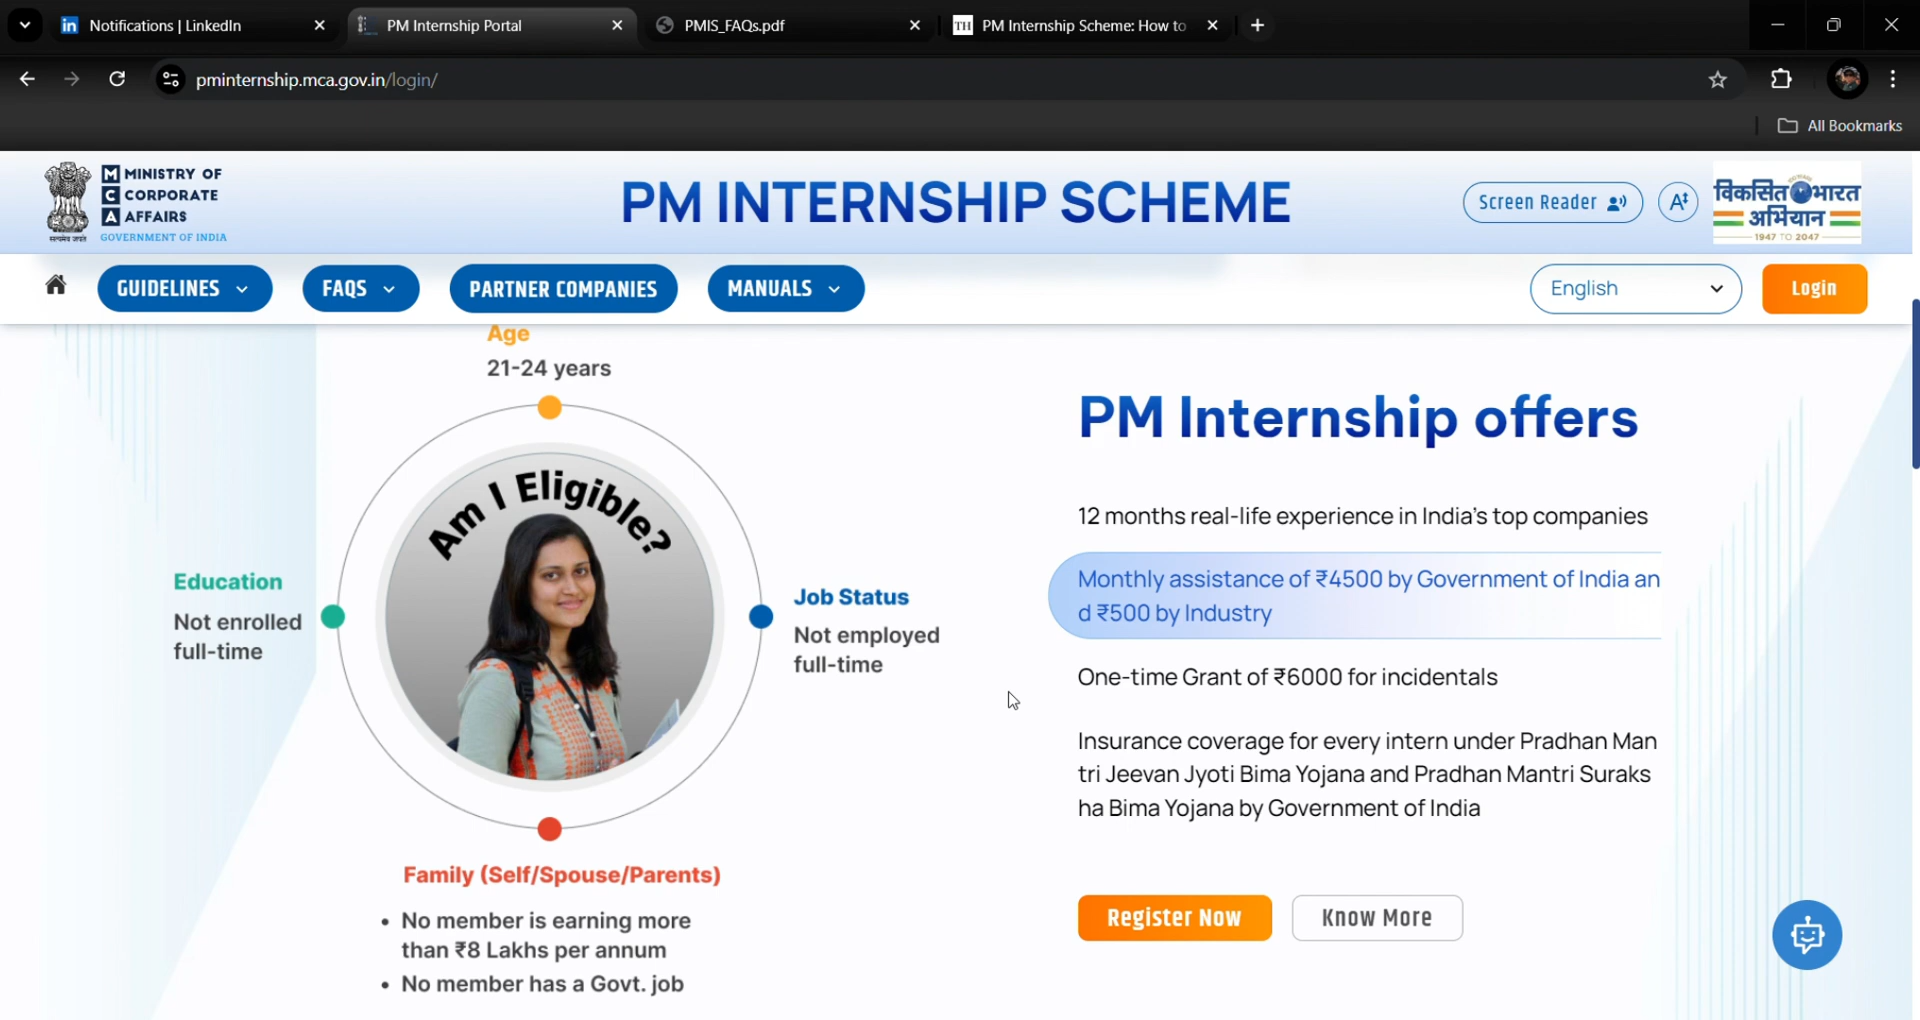 Notifications | LinkedIn
PM Internship Portal
PMIS_FAQs.pdf
TH
PM Internship Scheme: How to
pminternship.mca.gov.in/login/
All Bookmarks
सत्यमेव जयते
MCA
MINISTRY OF
CORPORATE
AFFAIRS
GOVERNMENT OF INDIA
PM INTERNSHIP SCHEME
Screen Reader
A
विकसित भारत
अभियान
1947 TO 2047
GUIDELINES
FAQS
PARTNER COMPANIES
MANUALS
English
Login
Age
21-24 years
Am I Eligible?
Education
Not enrolled
full-time
Job Status
Not employed
full-time
Family (Self/Spouse/Parents)
• No member is earning more
than ₹8 Lakhs per annum
• No member has a Govt. job
PM Internship offers
12 months real-life experience in India's top companies
Monthly assistance of ₹4500 by Government of India an
d ₹500 by Industry
One-time Grant of ₹6000 for incidentals
Insurance coverage for every intern under Pradhan Man
tri Jeevan Jyoti Bima Yojana and Pradhan Mantri Suraks
ha Bima Yojana by Government of India
Register Now
Know More